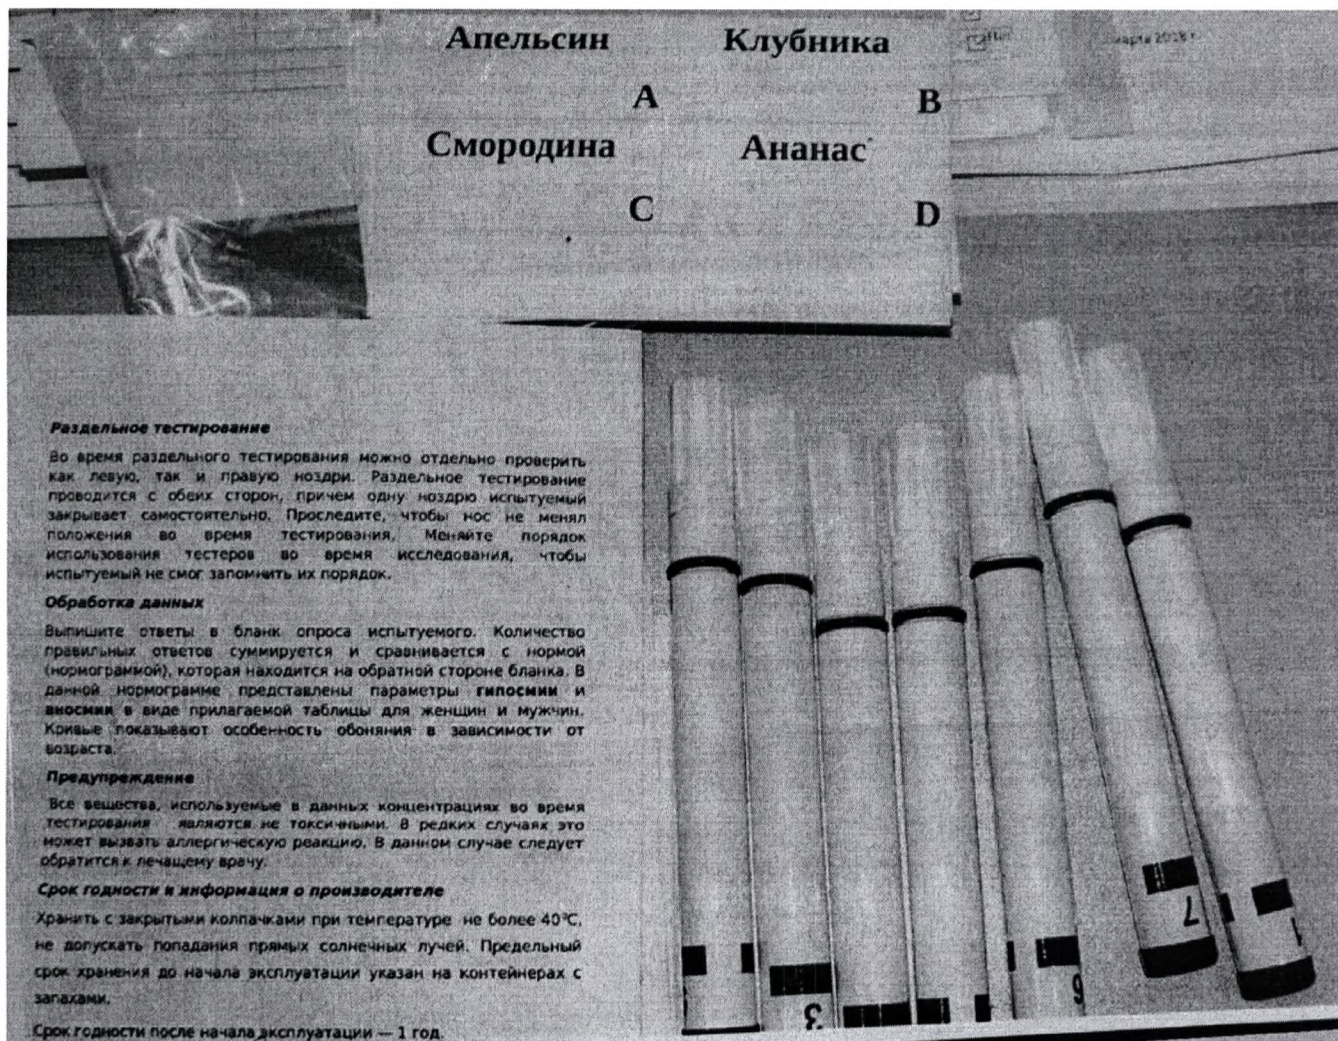 Апельсин Клубника
A B
Смородина Ананас
C D
марта 2018 г.
Раздельное тестирование
Во время раздельного тестирования можно отдельно проверить
как левую, так и правую ноздри. Раздельное тестирование
проводится с обеих сторон, причем одну ноздрю испытуемый
закрывает самостоятельно. Проследите, чтобы нос не менял
положения во время тестирования. Меняйте порядок
использования тестеров во время исследования, чтобы
испытуемый не смог запомнить их порядок.
Обработка данных
Выпишите ответы в бланк опроса испытуемого. Количество
правильных ответов суммируется и сравнивается с нормой
(нормограммой), которая находится на обратной стороне бланка. В
данной нормограмме представлены параметры гипосмии и
аносмии в виде прилагаемой таблицы для женщин и мужчин.
Кривые показывают особенность обоняния в зависимости от
возраста.
Предупреждение
Все вещества, используемые в данных концентрациях во время
тестирования являются не токсичными. В редких случаях это
может вызвать аллергическую реакцию. В данном случае следует
обратится к лечащему врачу.
Срок годности и информация о производителе
Хранить с закрытыми колпачками при температуре не более 40°C,
не допускать попадания прямых солнечных лучей. Предельный
срок хранения до начала эксплуатации указан на контейнерах с
запахами.
Срок годности после начала эксплуатации — 1 год.
3
6
7
1